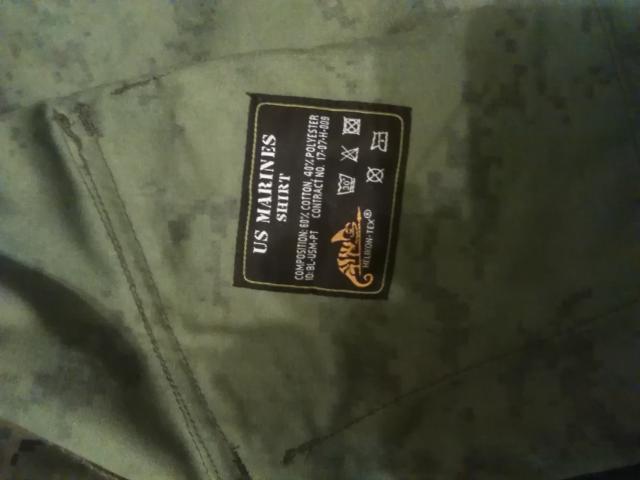 US MARINES
SHIRT
COMPOSITION: 60% COTTON, 40% POLYESTER
ID: BL-USM-PT CONTRACT NO. 17-07-H-009
30
HELIKON-TEX®